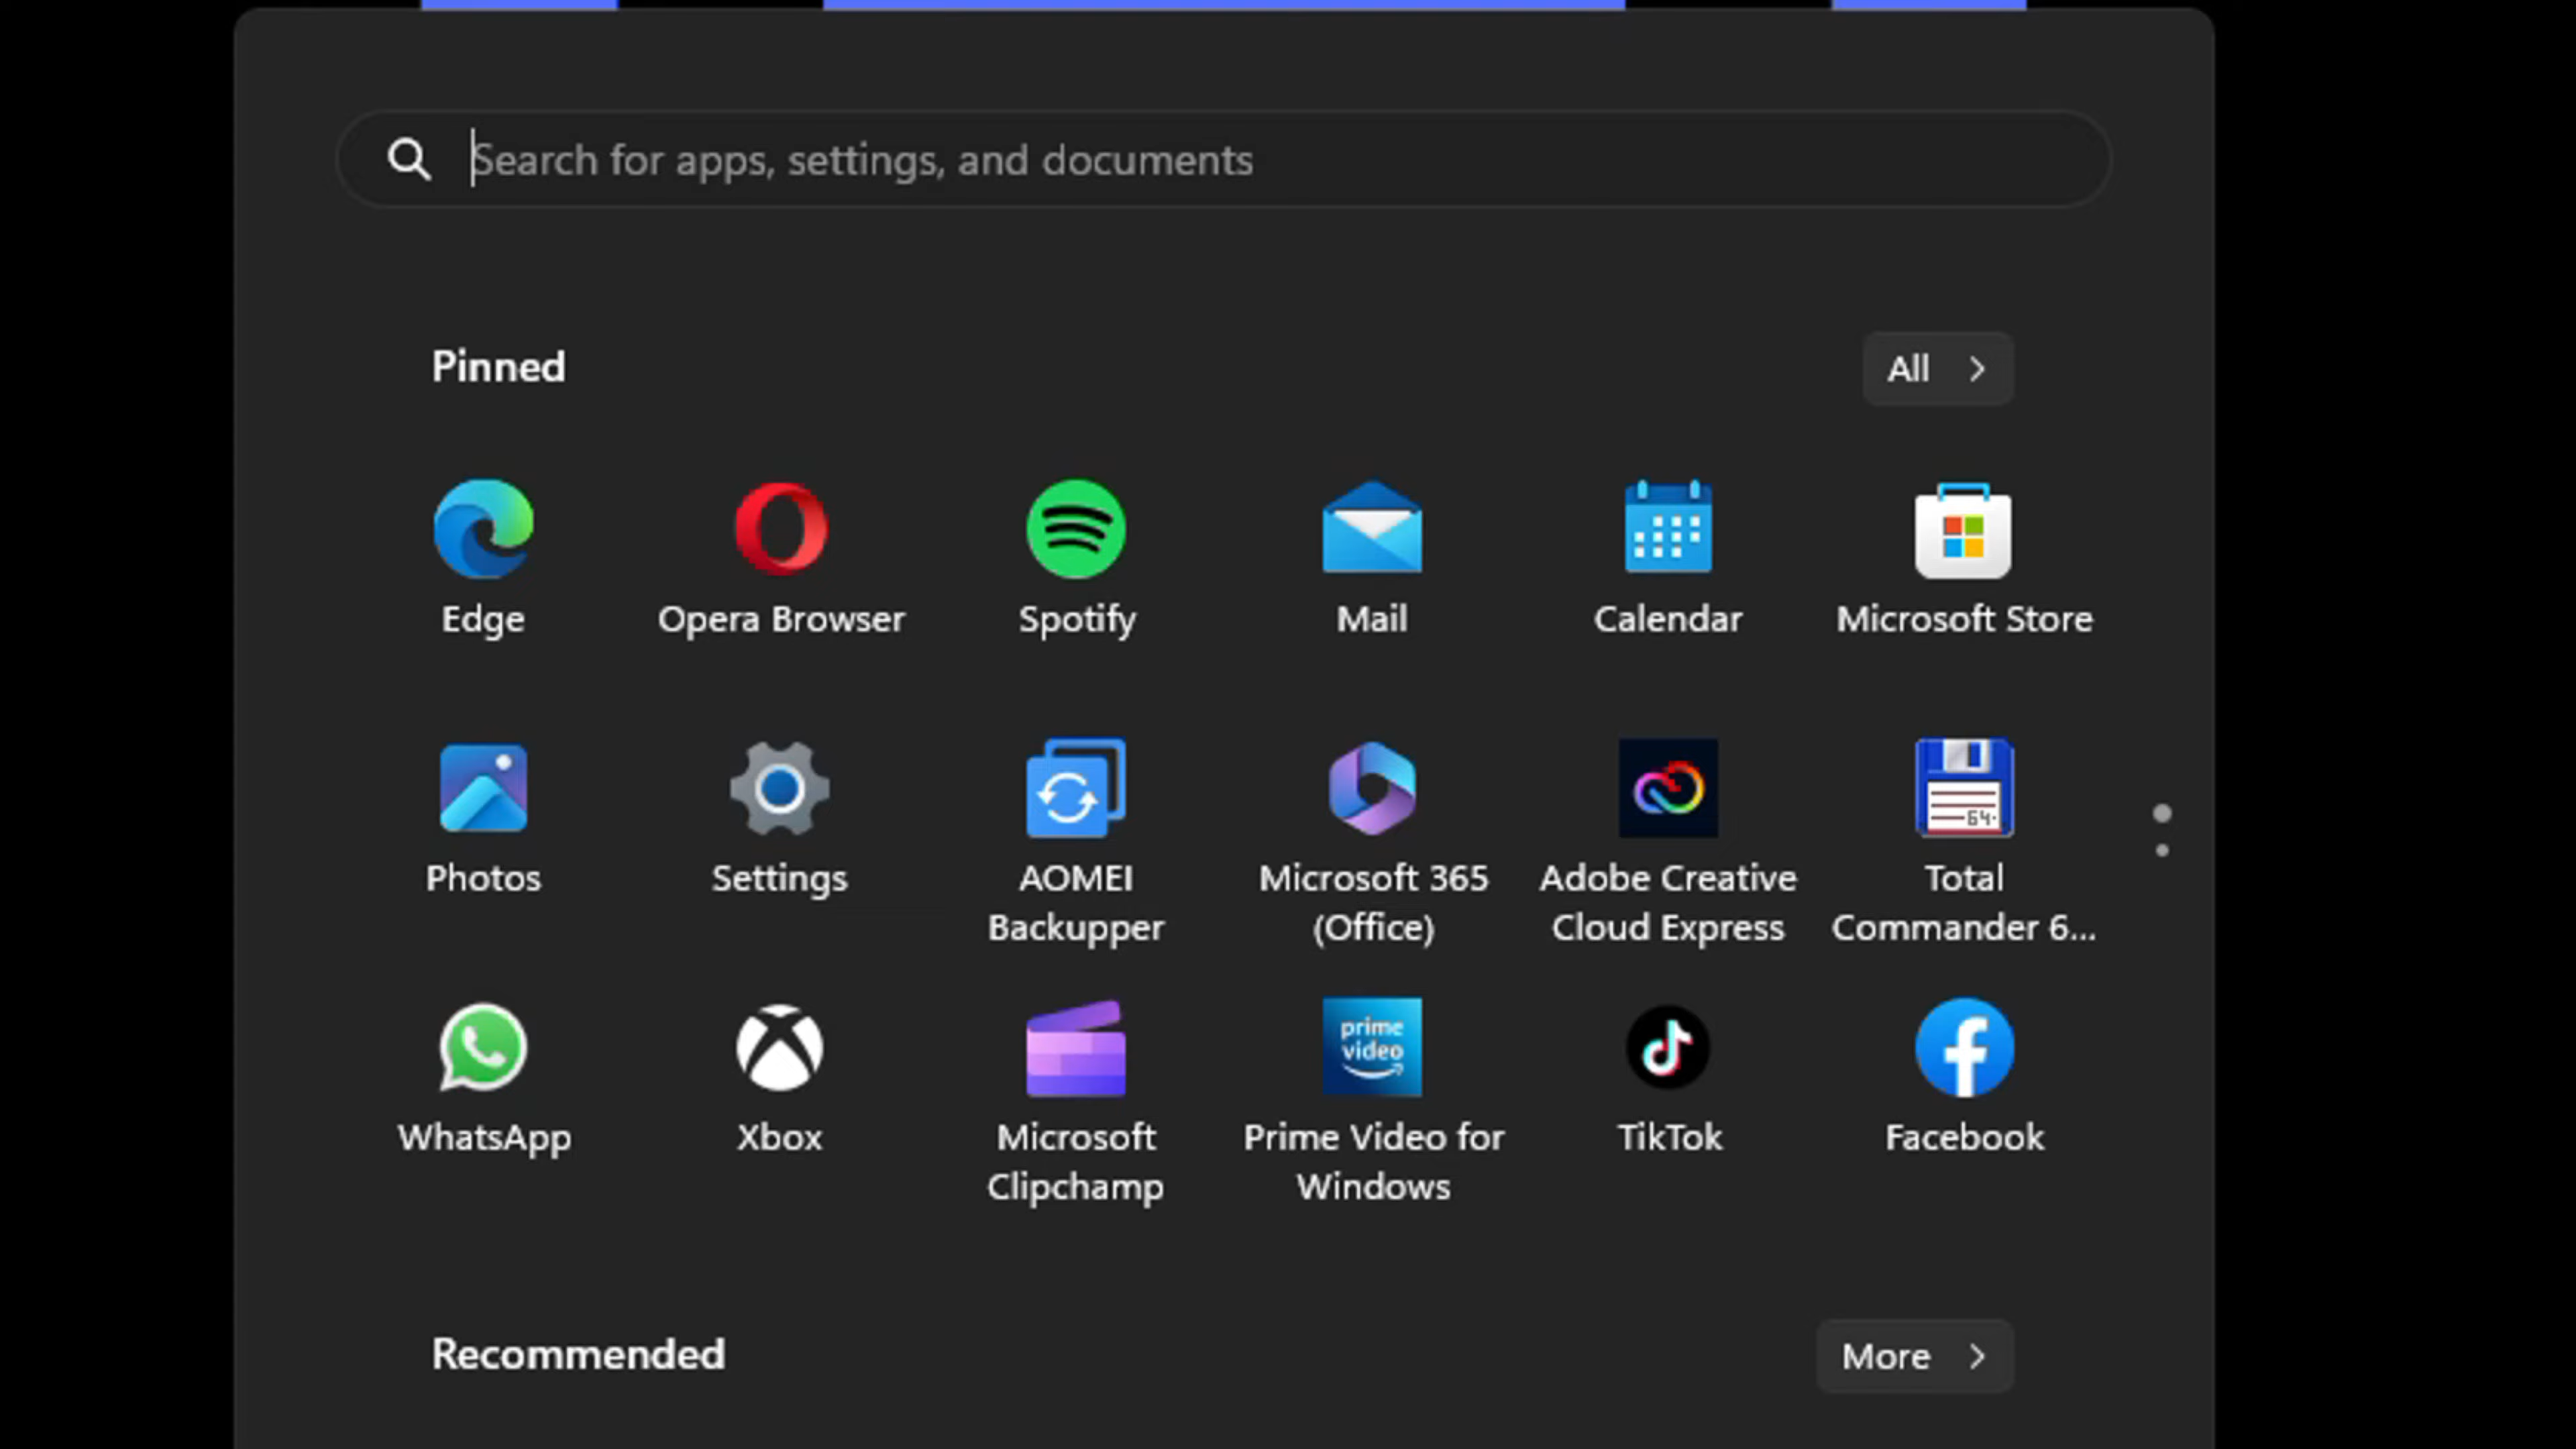 Search for apps, settings, and documents
Pinned
All
Edge
Opera Browser
Spotify
Mail
Calendar
Microsoft Store
64
Photos
Settings
AOMEI
Backupper
Microsoft 365
(Office)
Adobe Creative
Cloud Express
Total
Commander 6...
prime
video
WhatsApp
Xbox
Microsoft
Clipchamp
Prime Video for
Windows
TikTok
Facebook
Recommended
More